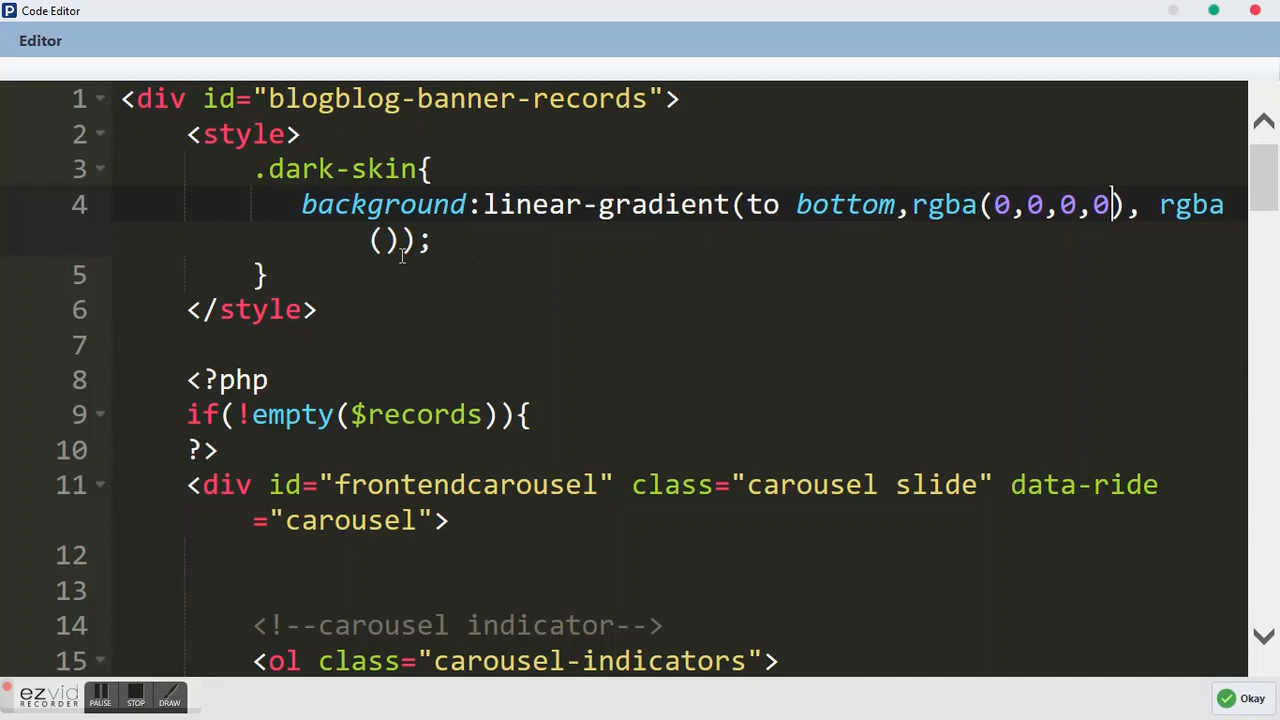 Code Editor
Editor
1 <div id="blogblog-banner-records">
2 <style>
3 .dark-skin{
4 background:linear-gradient(to bottom,rgba(0,0,0,0), rgba
());
5 }
6 </style>
7
8 <?php
9 if(!empty($records)){
10 ?>
11 <div id="frontendcarousel" class="carousel slide" data-ride
="carousel">
12
13
14 <!--carousel indicator-->
15 <ol class="carousel-indicators">
ezvid
RECORDER
PAUSE STOP DRAW
Okay